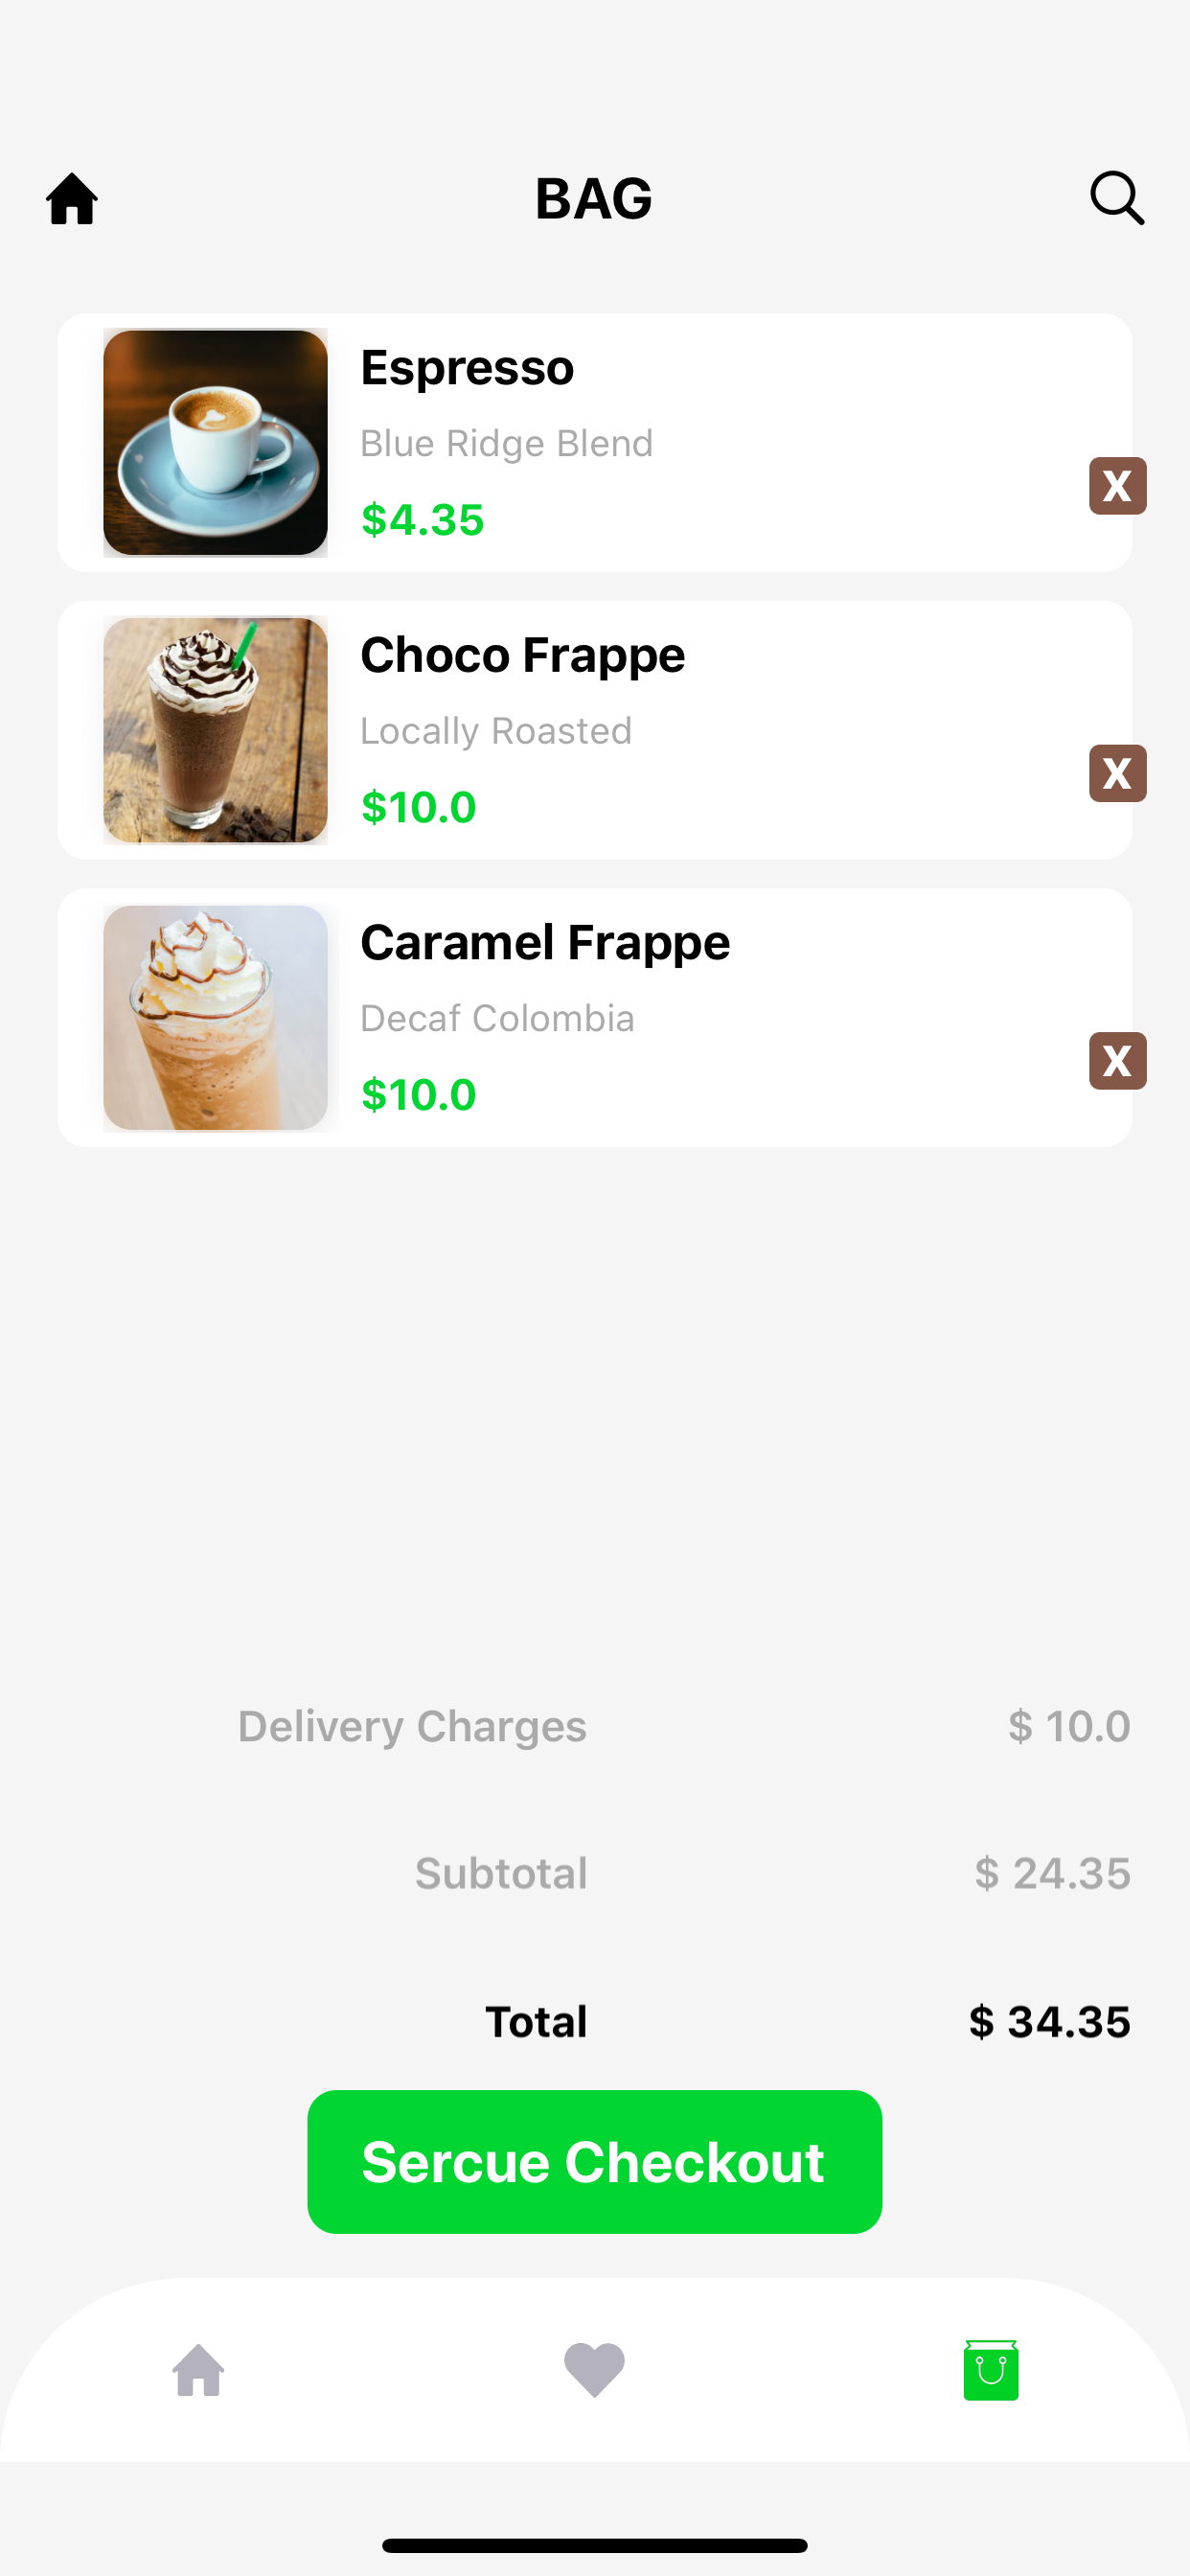 BAG
Espresso
Blue Ridge Blend
$4.35
X
Choco Frappe
Locally Roasted
$10.0
X
Caramel Frappe
Decaf Colombia
$10.0
X
Delivery Charges $ 10.0
Subtotal $ 24.35
Total $ 34.35
Sercue Checkout